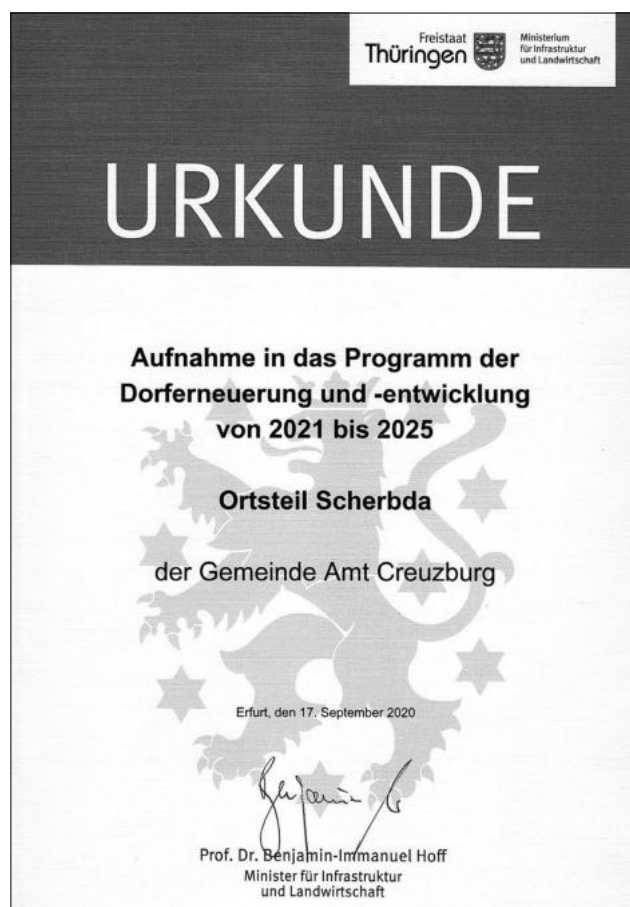 Freistaat
Thüringen
Ministerium
für Infrastruktur
und Landwirtschaft
URKUNDE
Aufnahme in das Programm der
Dorferneuerung und -entwicklung
von 2021 bis 2025
Ortsteil Scherbda
der Gemeinde Amt Creuzburg
Erfurt, den 17. September 2020
Prof. Dr. Benjamin-Immanuel Hoff
Minister für Infrastruktur
und Landwirtschaft